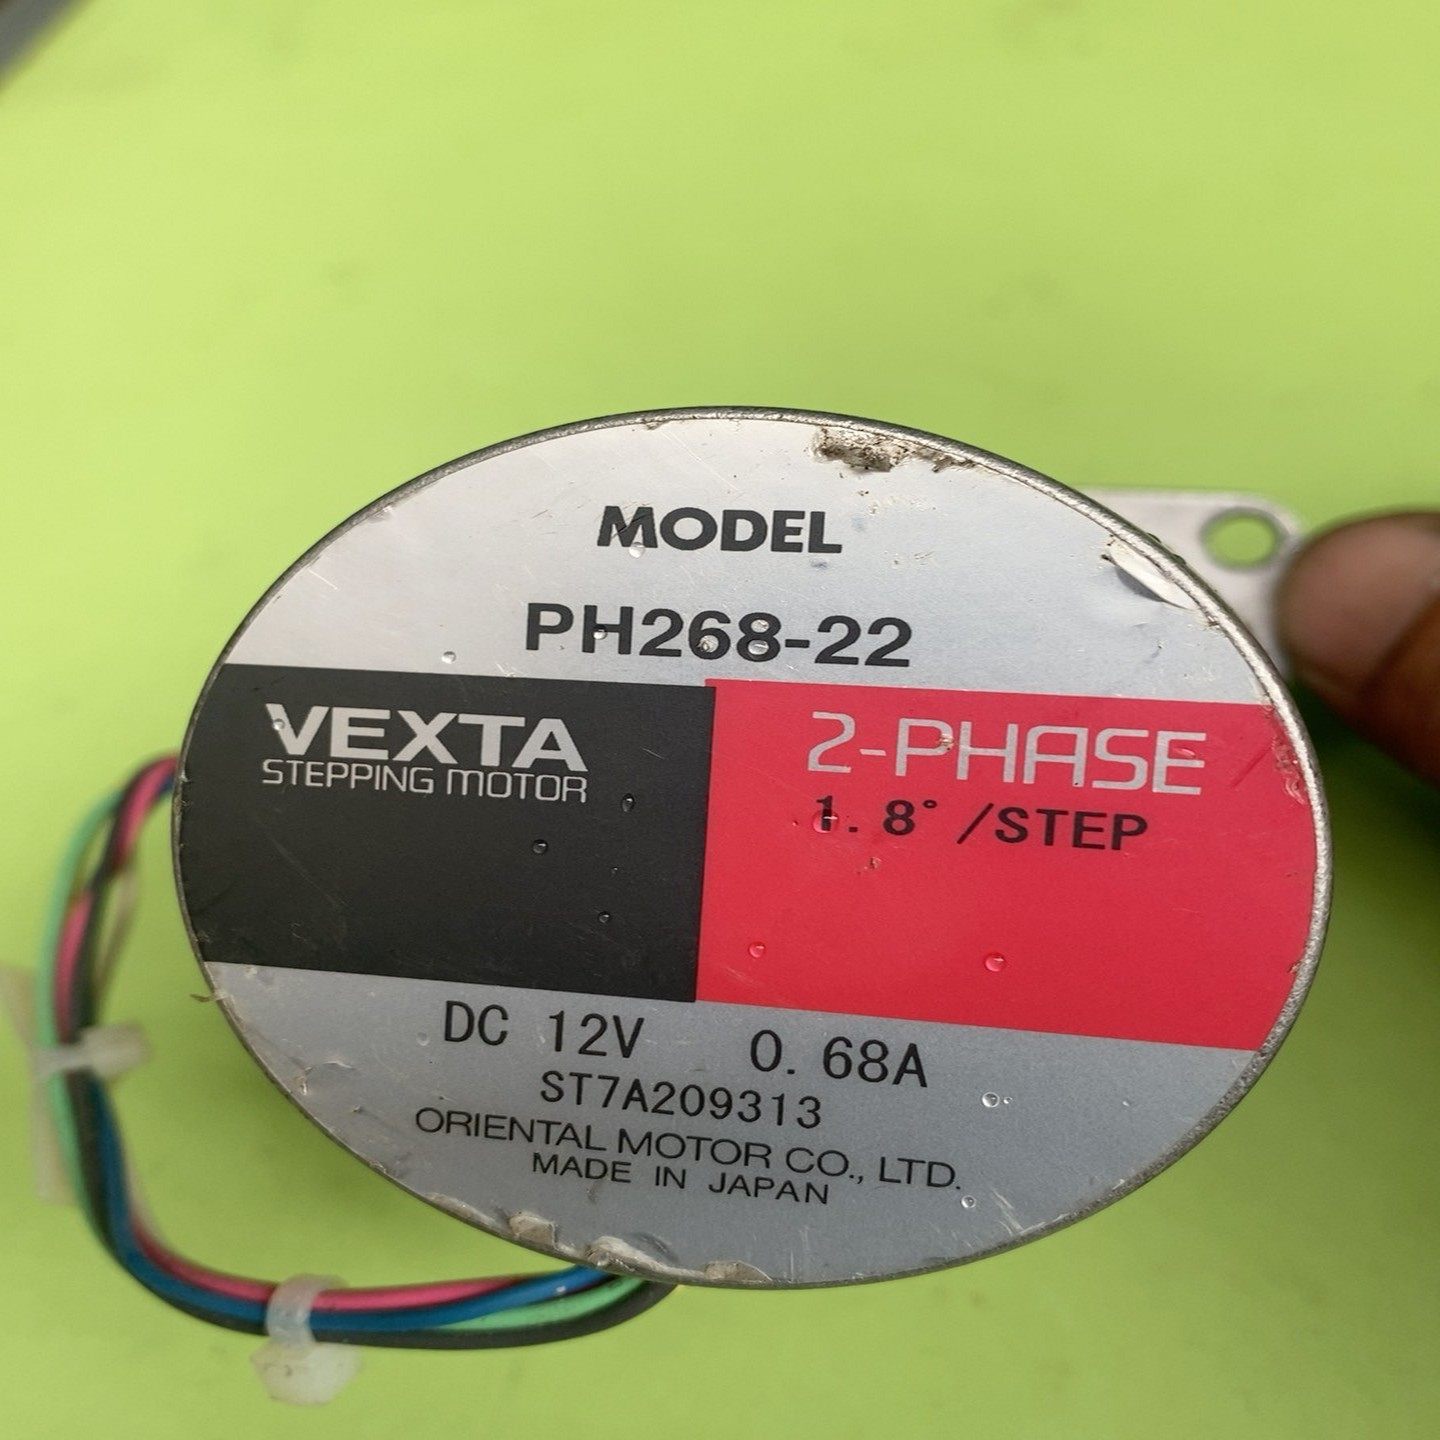 MODEL
PH268-22
VEXTA
STEPPING MOTOR
2-PHASE
1.8°/STEP
DC 12V 0.68A
ST7A209313
ORIENTAL MOTOR CO., LTD.
MADE IN JAPAN